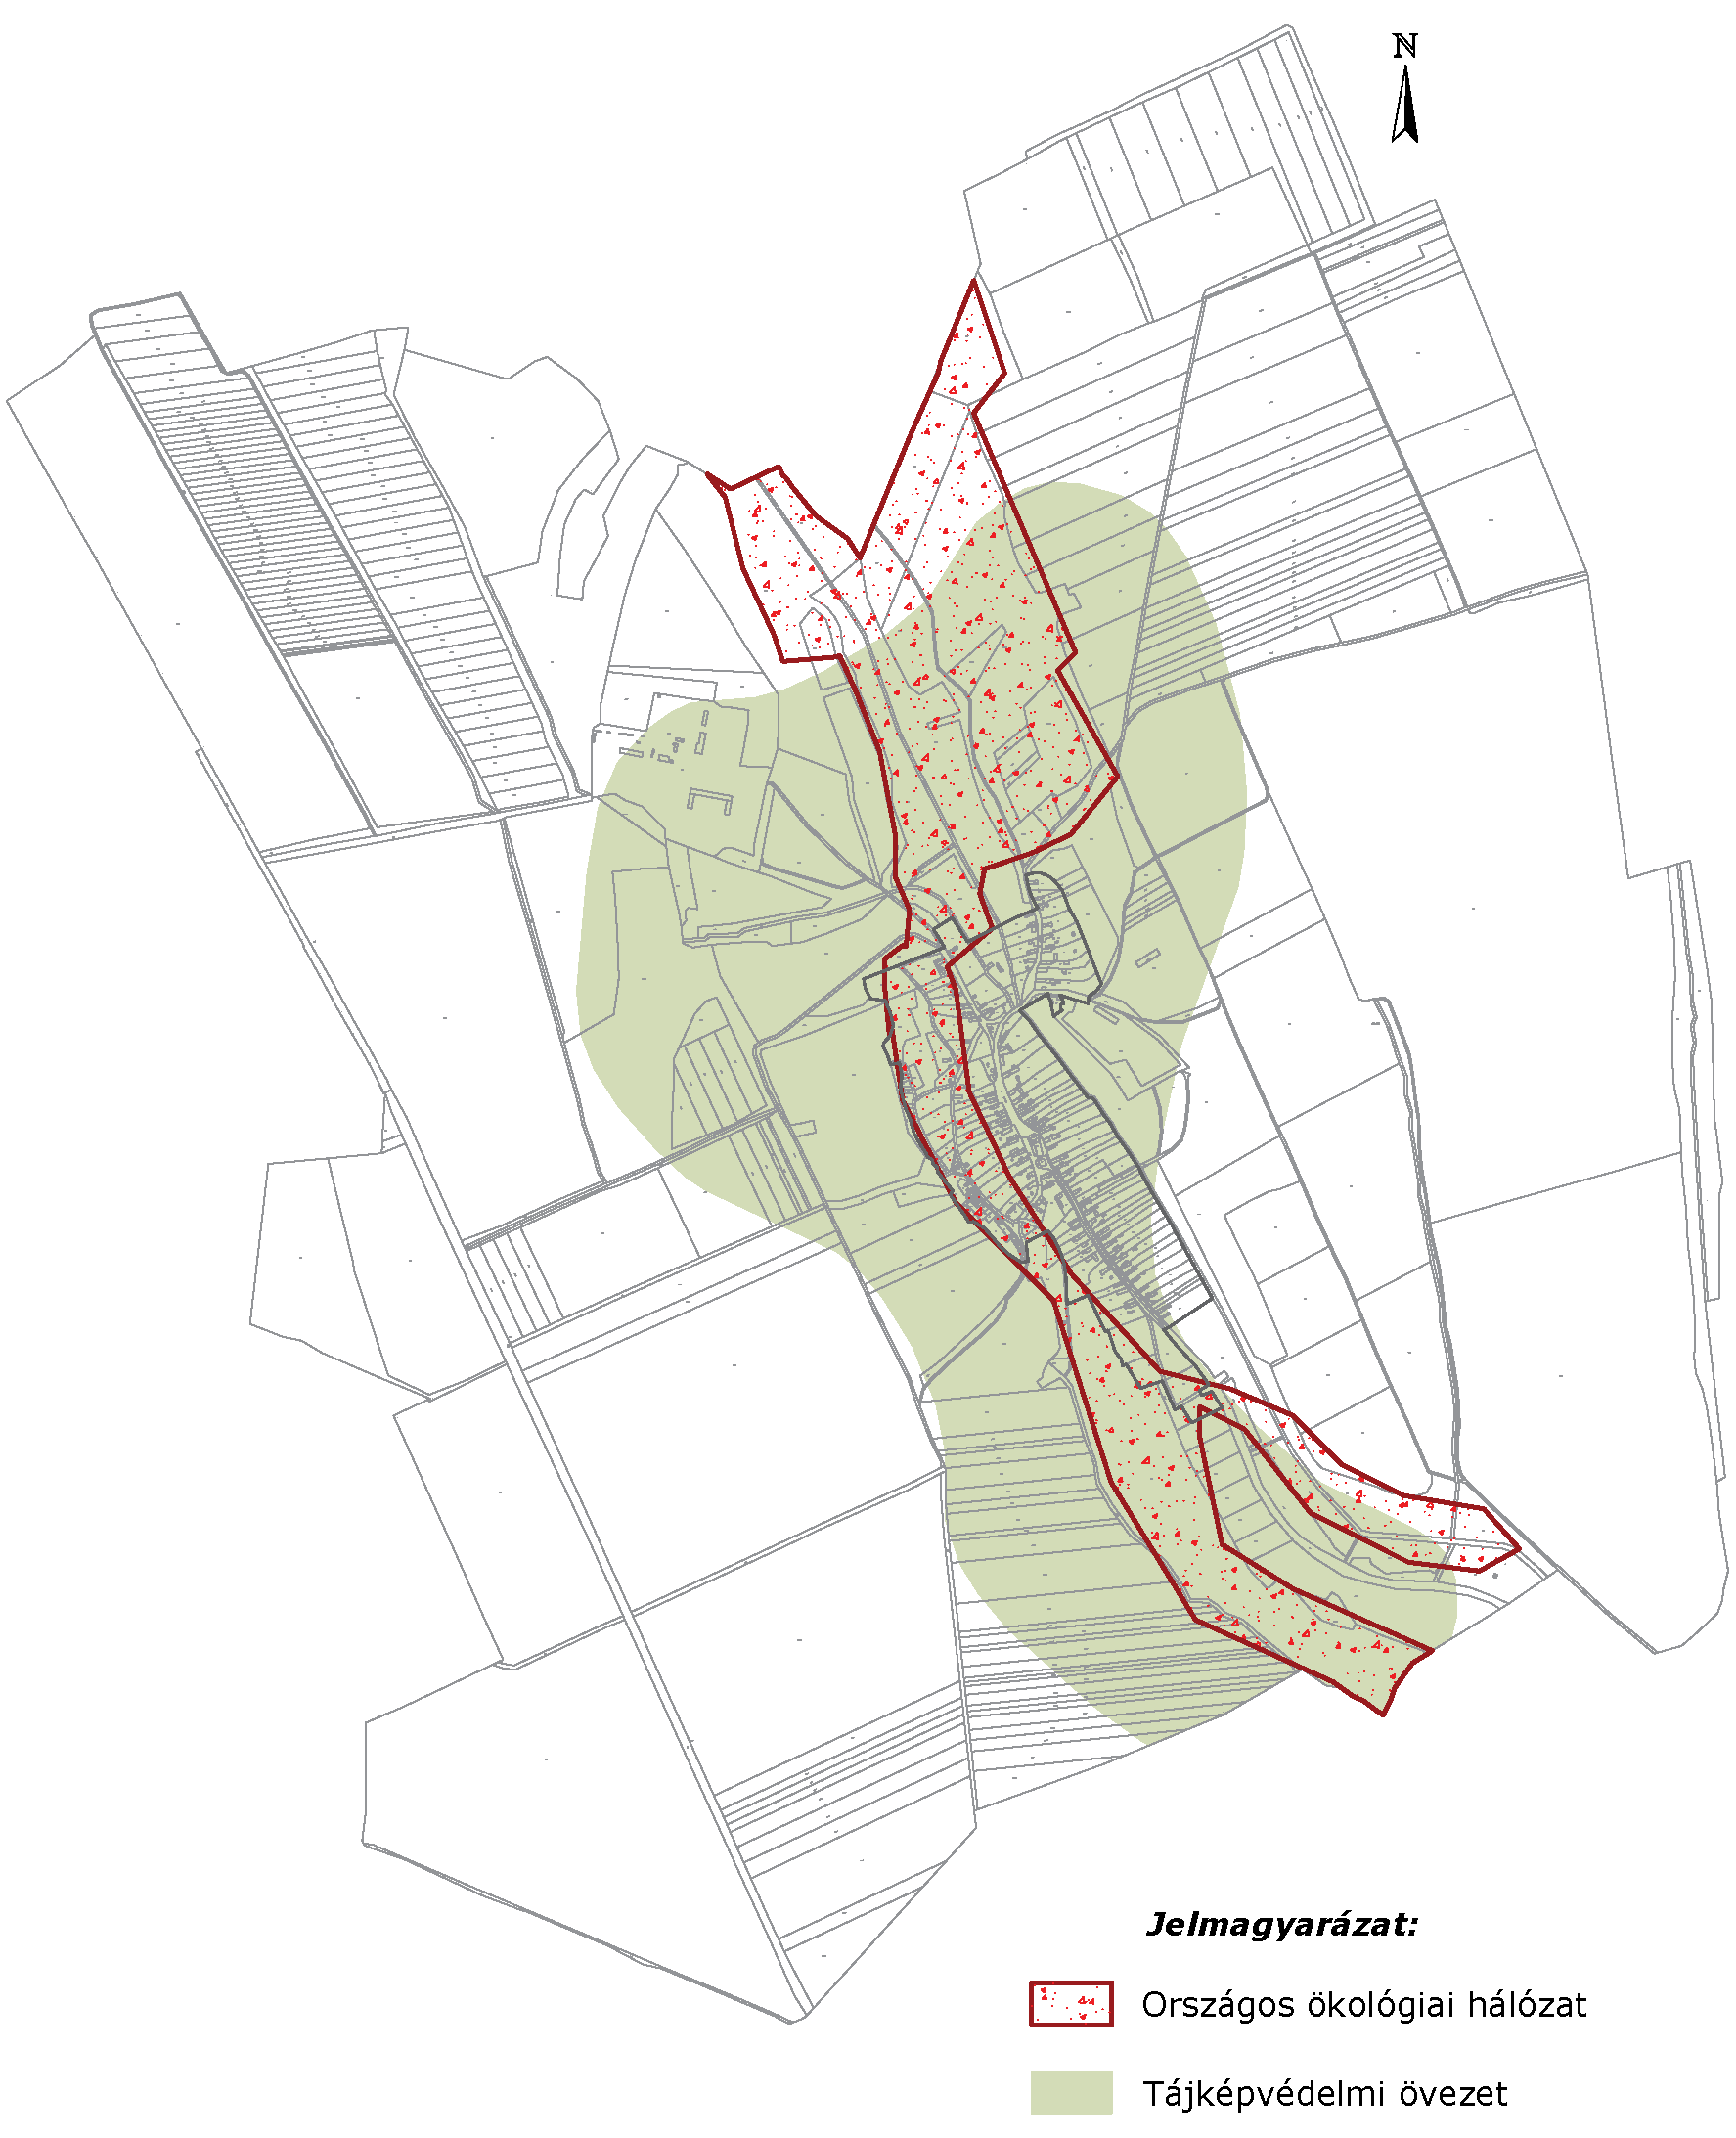 N
Jelmagyarázat:
Országos ökológiai hálózat
Tájképvédelmi övezet